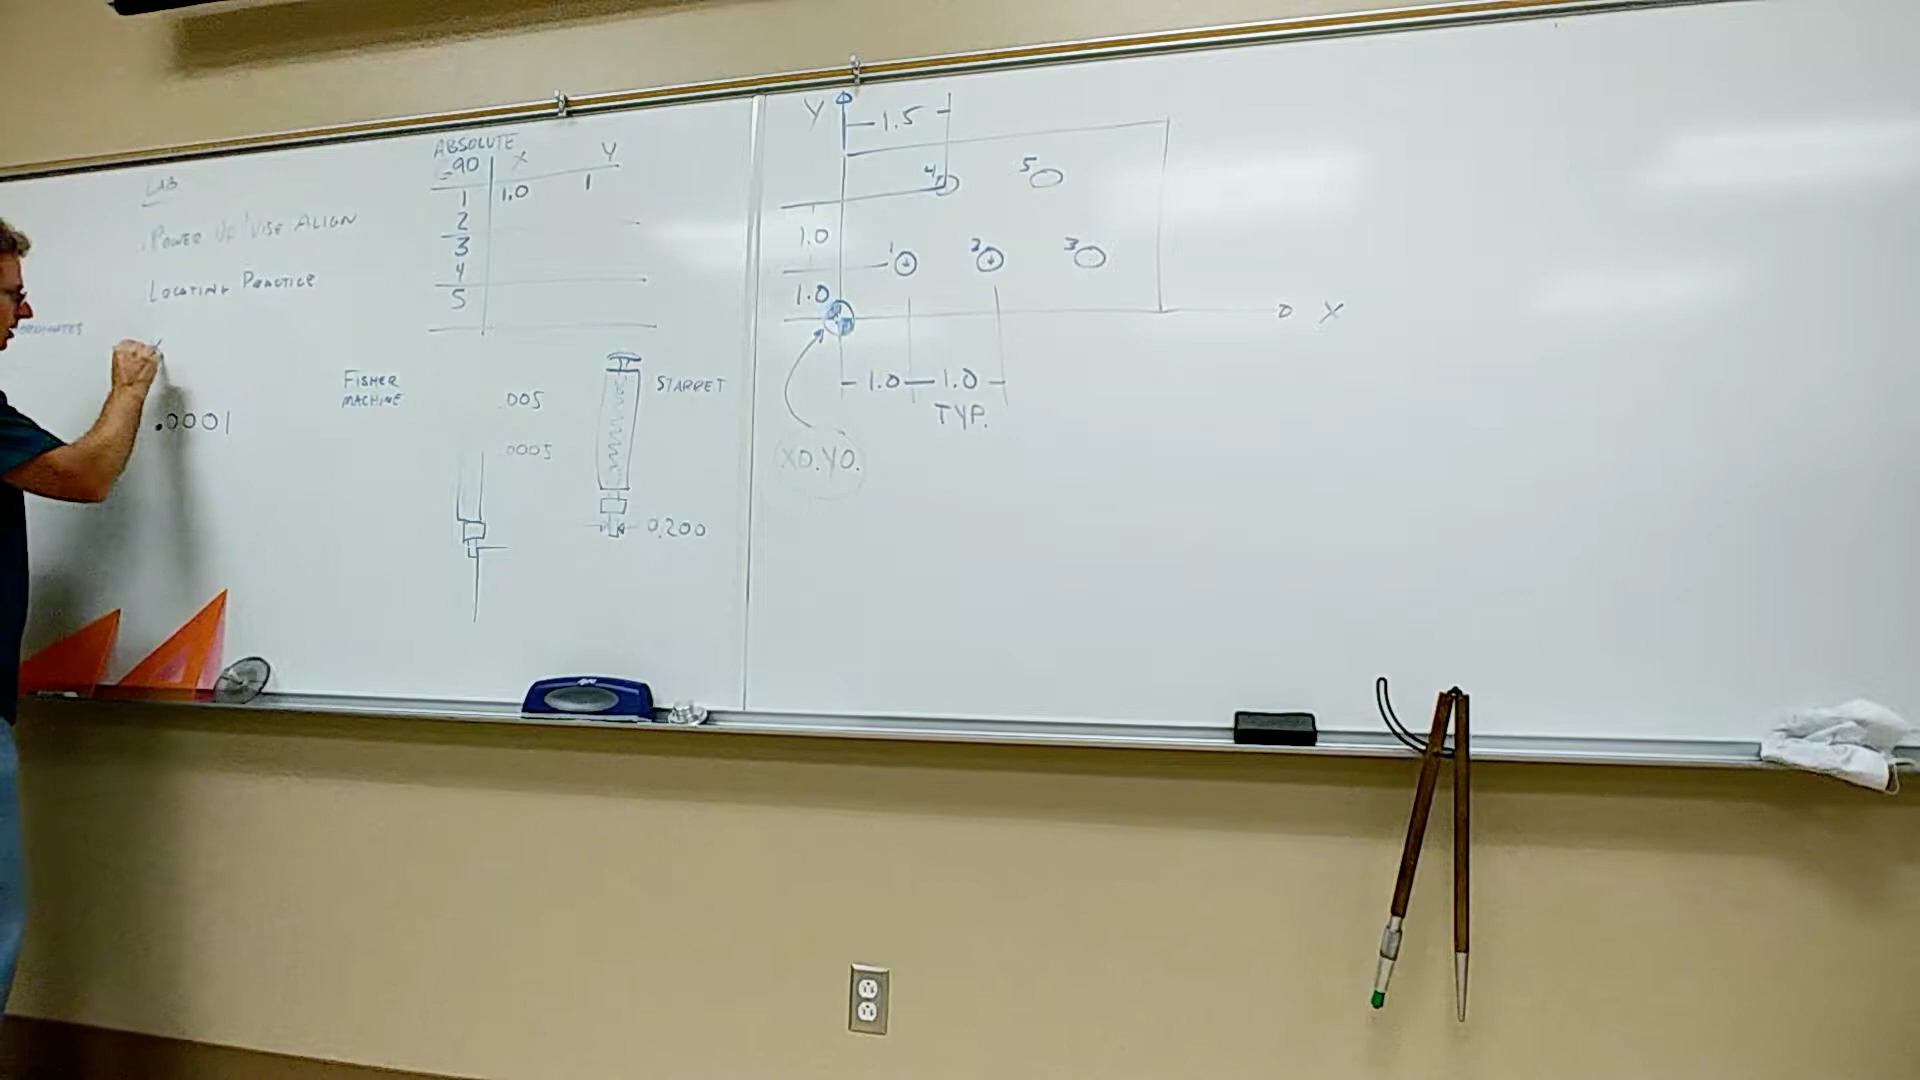 LAB
POWER UP / VISE ALIGN
LOCATING PRACTICE
.0001
ABSOLUTE
G90 X Y
1 1.0 1
2
3
4
5
FISHER
MACHINE
.005
.0005
STARRET
0.200
Y
1.5
4
5
1.0
1
2
3
1.0
X
1.0 1.0
TYP.
X0.Y0.